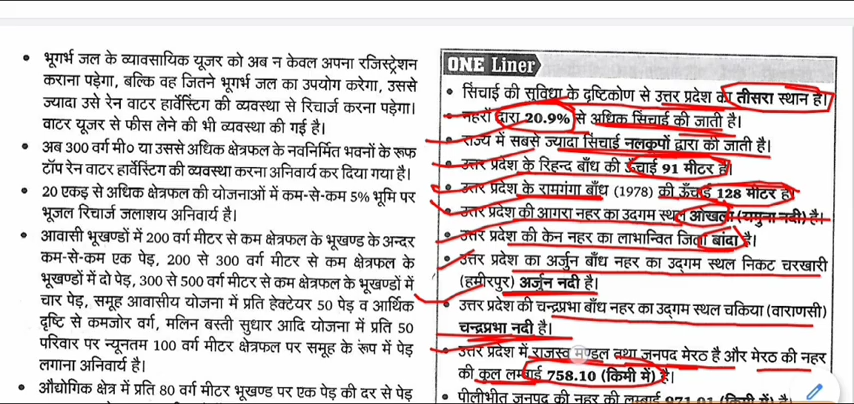 भूगर्भ जल के व्यावसायिक यूजर को अब न केवल अपना रजिस्ट्रेशन
कराना पड़ेगा, बल्कि वह जितने भूगर्भ जल का उपयोग करेगा, उससे
ज्यादा उसे रेन वाटर हार्वेस्टिंग की व्यवस्था से रिचार्ज करना पड़ेगा।
वाटर यूजर से फीस लेने की भी व्यवस्था की गई है।
अब 300 वर्ग मी० या उससे अधिक क्षेत्रफल के नवनिर्मित भवनों के रूफ
टॉप रेन वाटर हार्वेस्टिंग की व्यवस्था करना अनिवार्य कर दिया गया है।
20 एकड़ से अधिक क्षेत्रफल की योजनाओं में कम-से-कम 5% भूमि पर
भूजल रिचार्ज जलाशय अनिवार्य है।
आवासी भूखण्डों में 200 वर्ग मीटर से कम क्षेत्रफल के भूखण्ड के अन्दर
कम-से-कम एक पेड़, 200 से 300 वर्ग मीटर से कम क्षेत्रफल के
भूखण्डों में दो पेड़, 300 से 500 वर्ग मीटर से कम क्षेत्रफल के भूखण्डों में
चार पेड़, समूह आवासीय योजना में प्रति हेक्टेयर 50 पेड़ व आर्थिक
दृष्टि से कमजोर वर्ग, मलिन बस्ती सुधार आदि योजना में प्रति 50
परिवार पर न्यूनतम 100 वर्ग मीटर क्षेत्रफल पर समूह के रूप में पेड़
लगाना अनिवार्य है।
औद्योगिक क्षेत्र में प्रति 80 वर्ग मीटर भूखण्ड पर एक पेड़ की दर से पेड़
ONE Liner
सिंचाई की सुविधा के दृष्टिकोण से उत्तर प्रदेश का तीसरा स्थान है।
नहरों द्वारा 20.9% से अधिक सिंचाई की जाती है।
राज्य में सबसे ज्यादा सिंचाई नलकूपों द्वारा की जाती है।
उत्तर प्रदेश के रिहन्द बाँध की ऊँचाई 91 मीटर है।
उत्तर प्रदेश के रामगंगा बाँध (1978) की ऊँचाई 128 मीटर है।
उत्तर प्रदेश की आगरा नहर का उदगम स्थल ओखला (यमुना नदी) है।
उत्तर प्रदेश की केन नहर का लाभान्वित जिला बांदा है।
उत्तर प्रदेश का अर्जुन बाँध नहर का उद्गम स्थल निकट चरखारी
(हमीरपुर) अर्जुन नदी है।
उत्तर प्रदेश की चन्द्रप्रभा बाँध नहर का उद्गम स्थल चकिया (वाराणसी)
चन्द्रप्रभा नदी है।
उत्तर प्रदेश में राजस्व मण्डल तथा जनपद मेरठ है और मेरठ की नहर
की कुल लम्बाई 758.10 (किमी में) है।
पीलीभीत जनपद की नहर की लम्बाई 971.01 (किमी में) है।